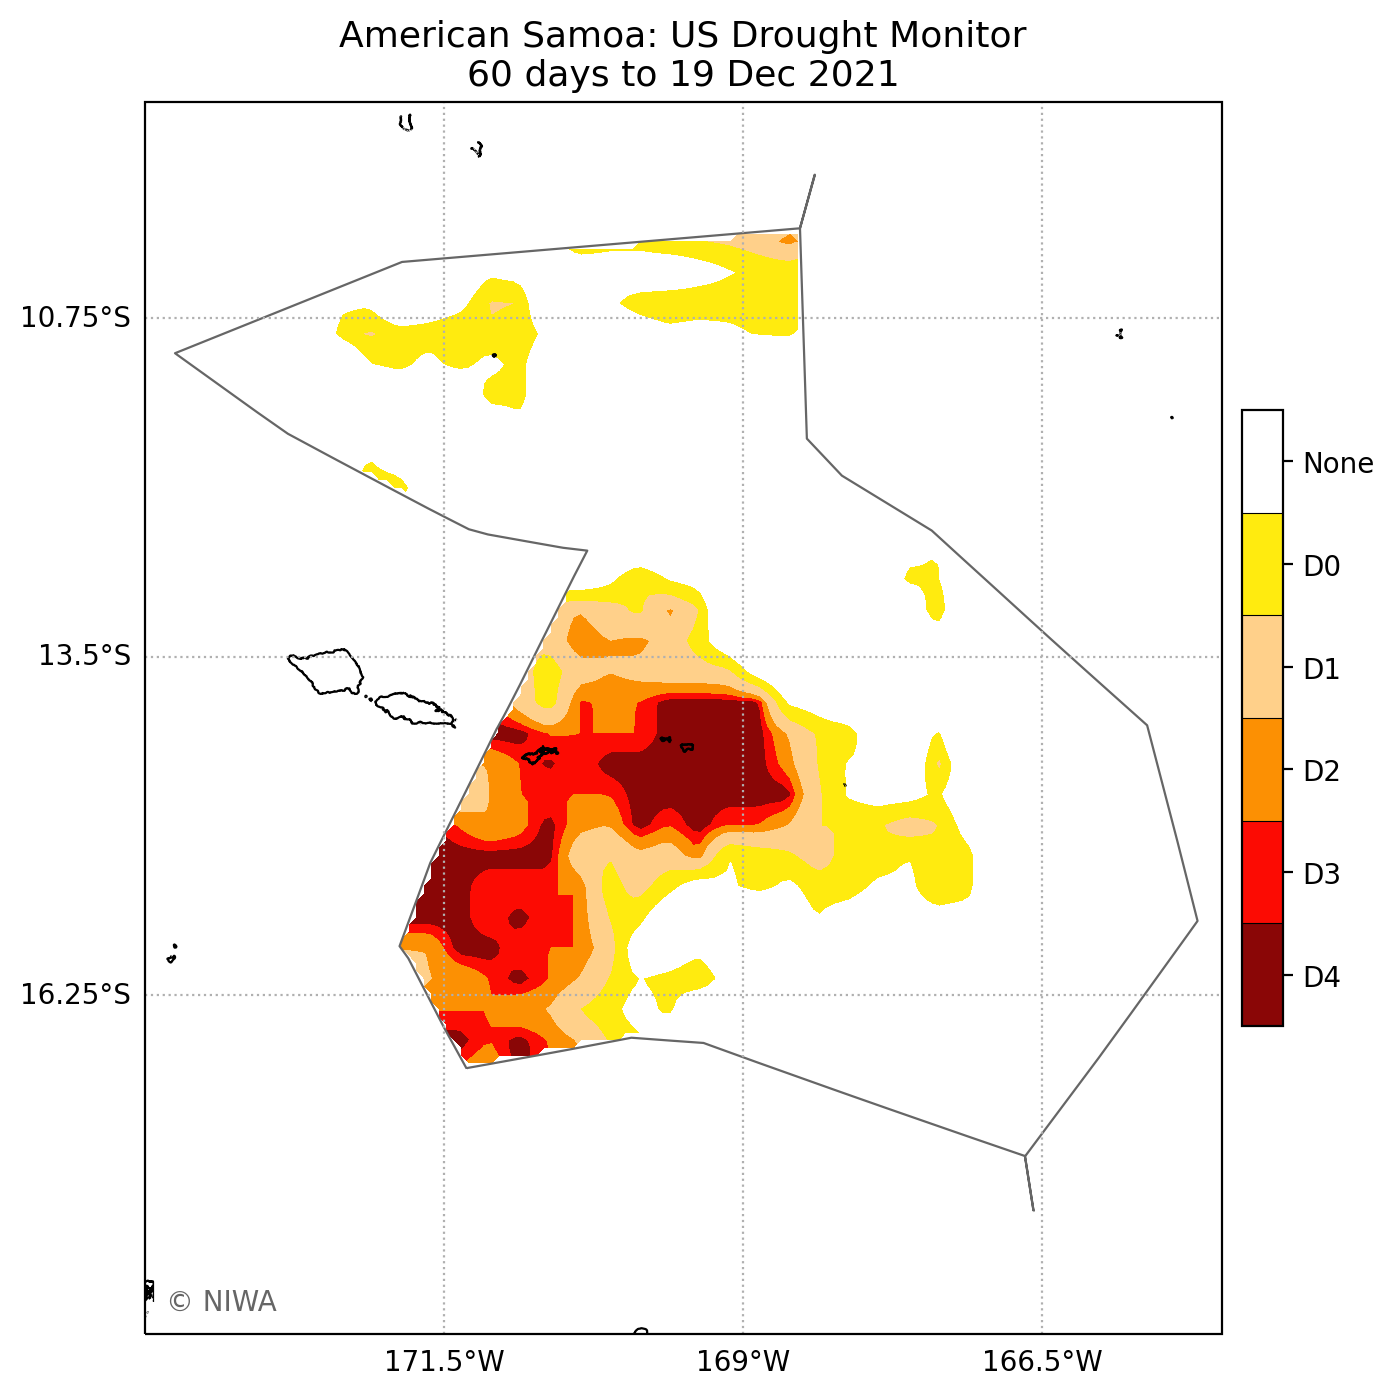 American Samoa: US Drought Monitor
60 days to 19 Dec 2021
10.75°S
13.5°S
16.25°S
171.5°W
169°W
166.5°W
None
D0
D1
D2
D3
D4
© NIWA